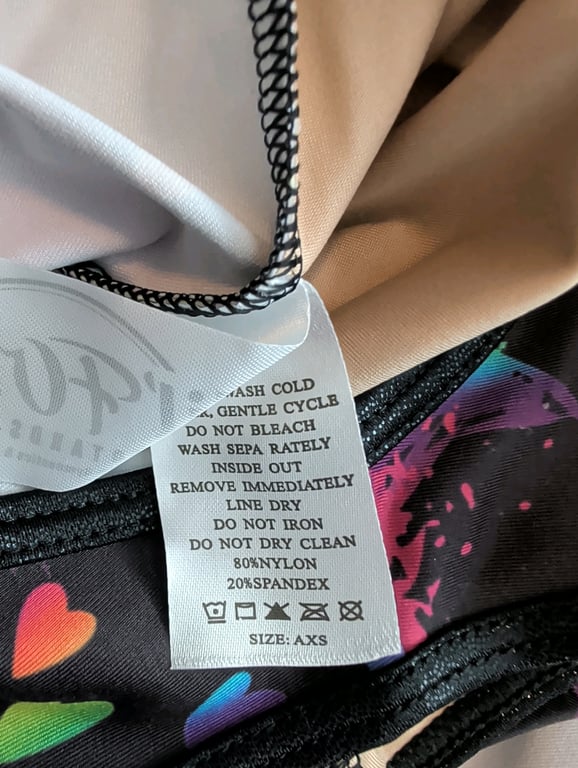 WASH COLD
GENTLE CYCLE
DO NOT BLEACH
WASH SEPA RATELY
INSIDE OUT
REMOVE IMMEDIATELY
LINE DRY
DO NOT IRON
DO NOT DRY CLEAN
80%NYLON
20%SPANDEX
SIZE: AXS